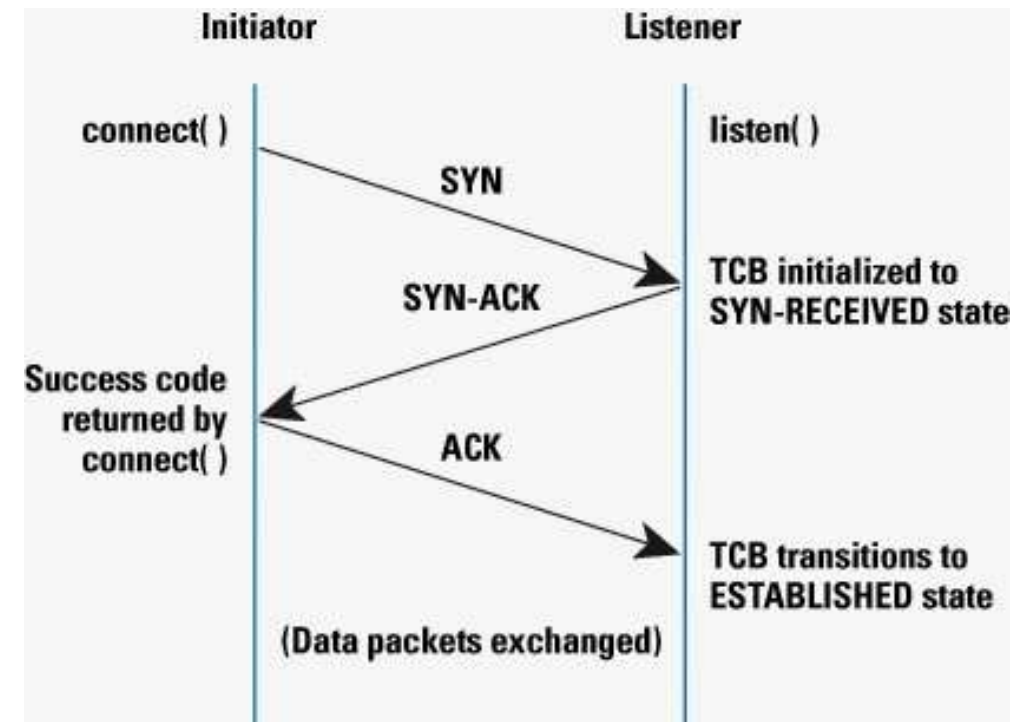 Initiator
Listener
connect( )
listen( )
SYN
TCB initialized to
SYN-RECEIVED state
SYN-ACK
Success code
returned by
connect( )
ACK
TCB transitions to
ESTABLISHED state
(Data packets exchanged)